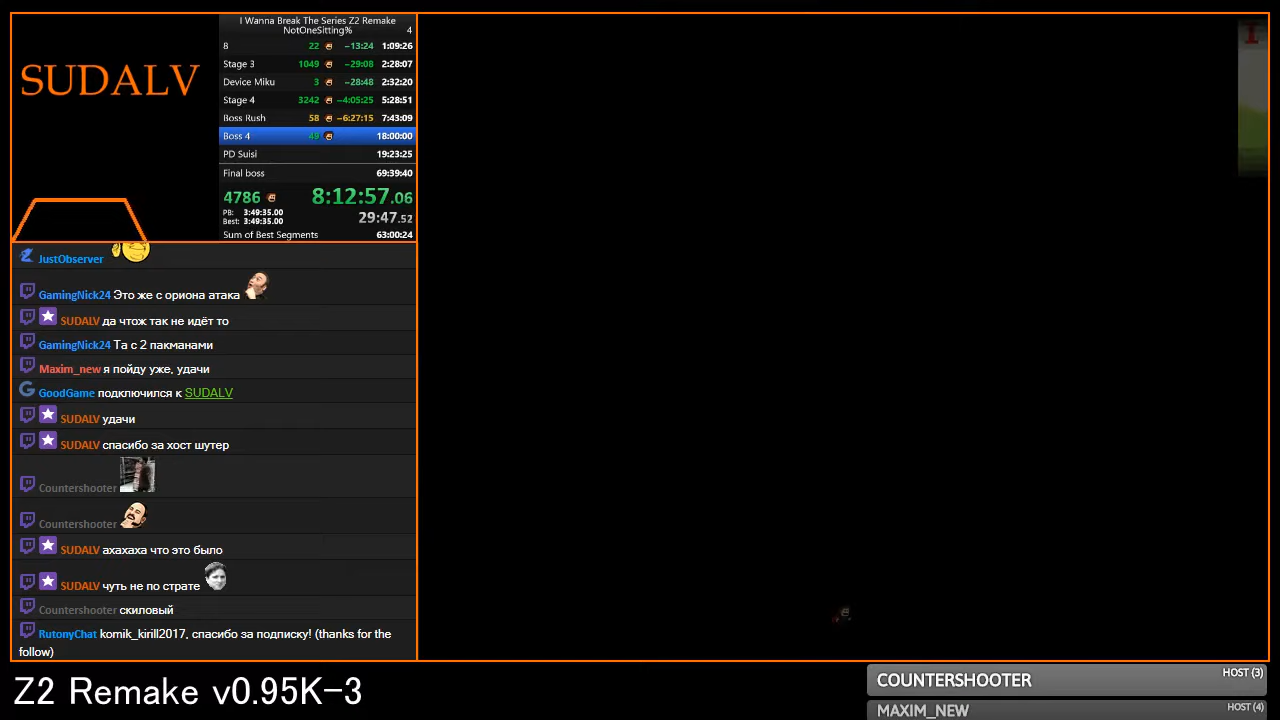 SUDALV
I Wanna Break The Series Z2 Remake
NotOneSitting% 4
8 22 −13:24 1:09:26
Stage 3 1049 −29:08 2:28:07
Device Miku 3 −28:48 2:32:20
Stage 4 3242 −4:05:25 5:28:51
Boss Rush 58 −6:27:15 7:43:09
Boss 4 49 18:00:00
PD Suisi 19:23:25
Final boss 69:39:40
4786 8:12:57.06
PB: 3:49:35.00
Best: 3:49:35.00
29:47.52
Sum of Best Segments 63:00:24
JustObserver
GamingNick24 Это же с ориона атака
SUDALV да чтож так не идёт то
GamingNick24 Та с 2 пакманами
Maxim_new я пойду уже, удачи
GoodGame подключился к SUDALV
SUDALV удачи
SUDALV спасибо за хост шутер
Countershooter
Countershooter
SUDALV ахахаха что это было
SUDALV чуть не по страте
Countershooter скиловый
RutonyChat komik_kirill2017, спасибо за подписку! (thanks for the
follow)
Z2 Remake v0.95K-3
COUNTERSHOOTER HOST (3)
MAXIM_NEW HOST (4)